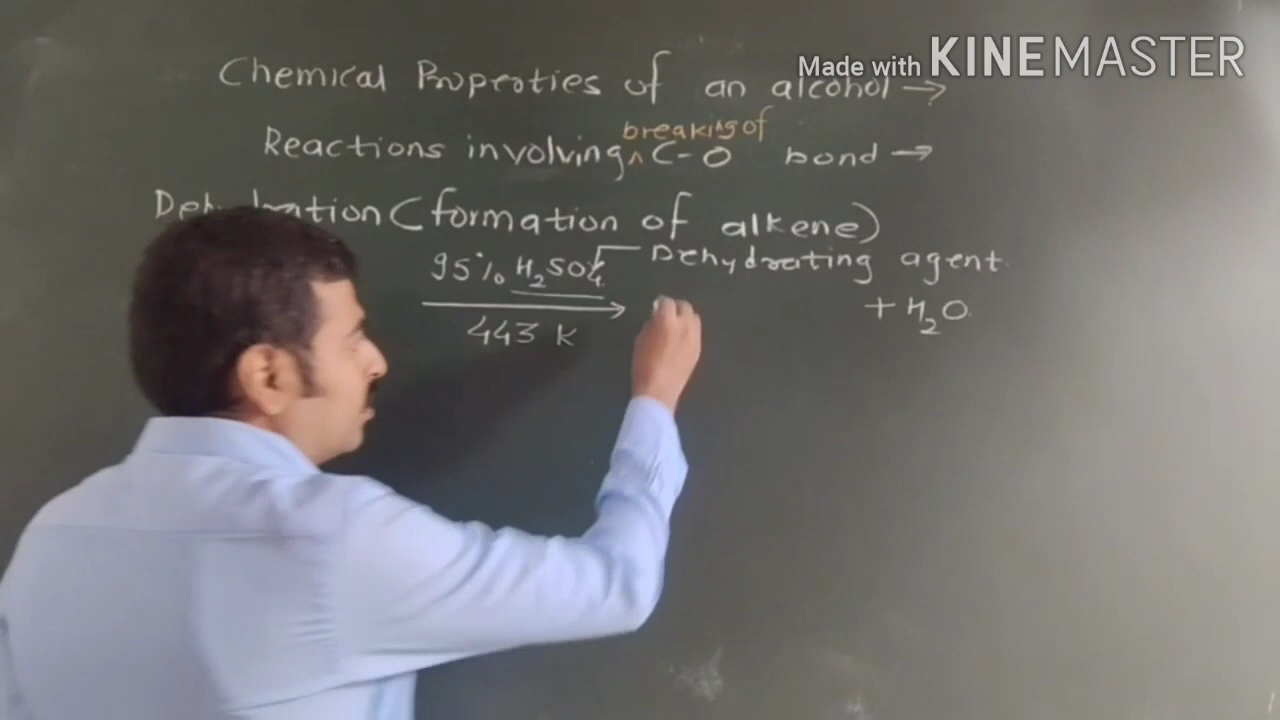 Made with KINEMASTER
Chemical Properties of an alcohol →
breaking of
Reactions involving ^ C-O bond →
Dehydration (formation of alkene)
95% H₂SO₄ Dehydrating agent.
+ H₂O.
443 K